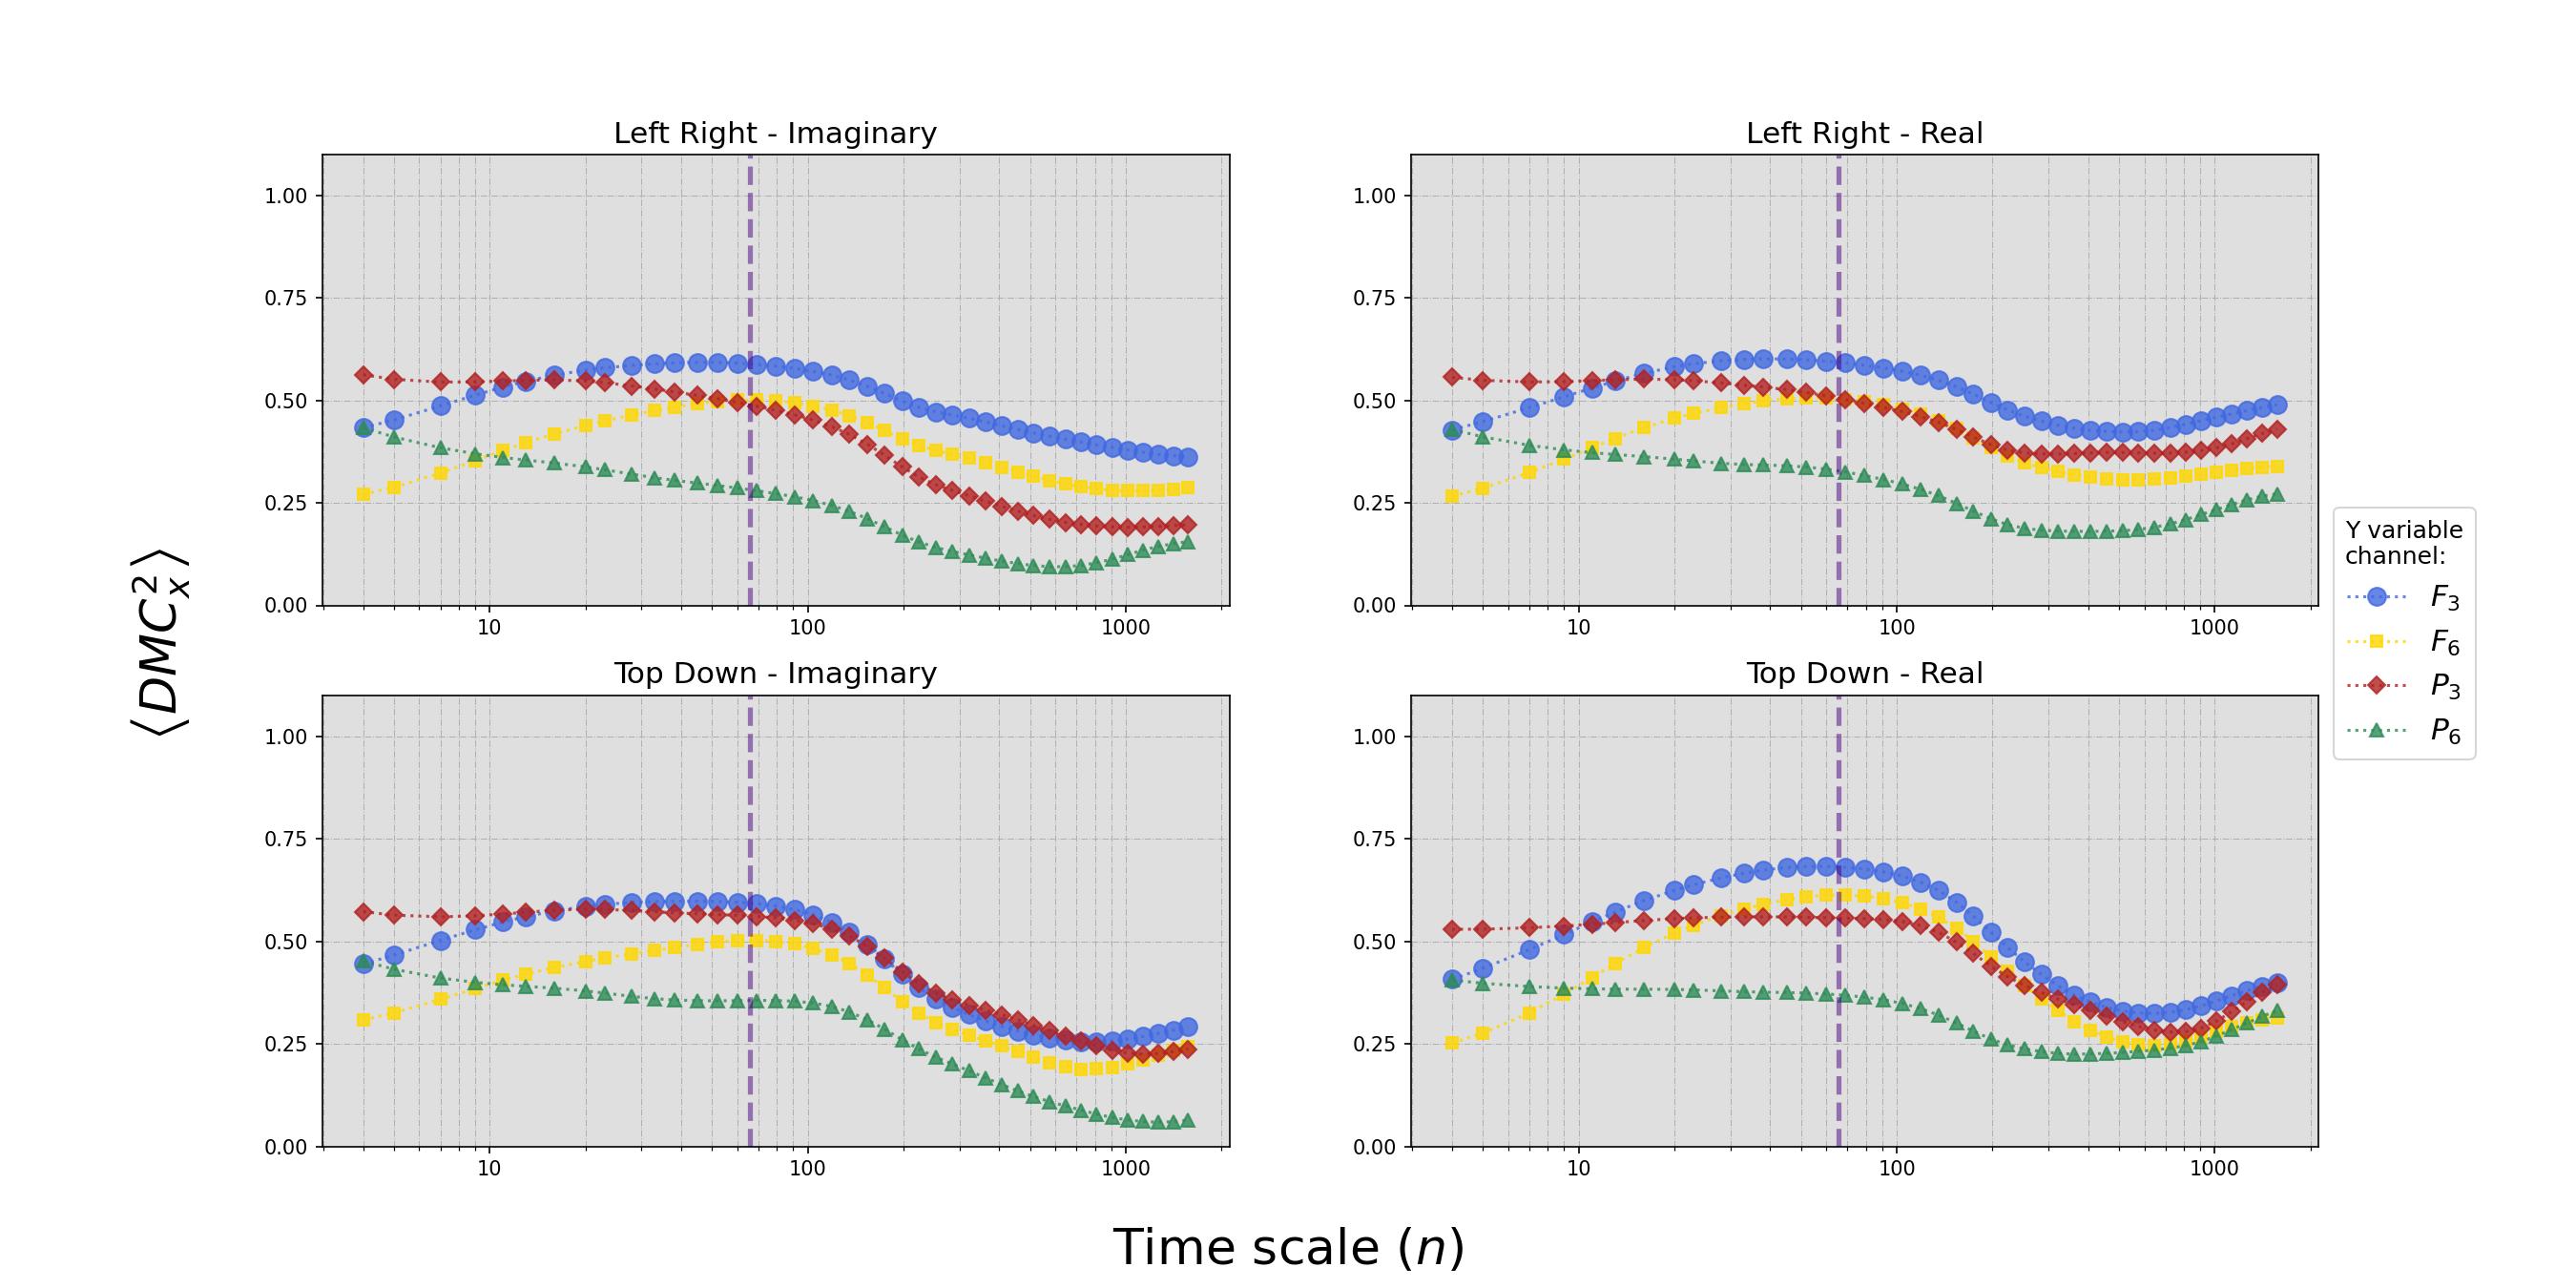 Left Right - Imaginary
1.00
0.75
0.50
0.25
0.00
10 100 1000
Left Right - Real
1.00
0.75
0.50
0.25
0.00
10 100 1000
Top Down - Imaginary
1.00
0.75
0.50
0.25
0.00
10 100 1000
Top Down - Real
1.00
0.75
0.50
0.25
0.00
10 100 1000
⟨DMC²ₓ⟩
Time scale (n)
Y variable
channel:
F₃
F₆
P₃
P₆